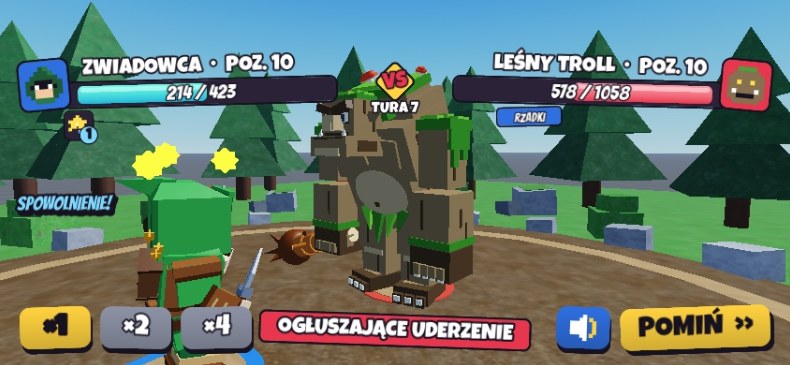 ZWIADOWCA • POZ. 10
VS
LEŚNY TROLL • POZ. 10
214 / 423
TURA 7
518 / 1058
1
RZADKI
SPOWOLNIENIE!
×1
×2
×4
OGŁUSZAJĄCE UDERZENIE
POMIŃ >>